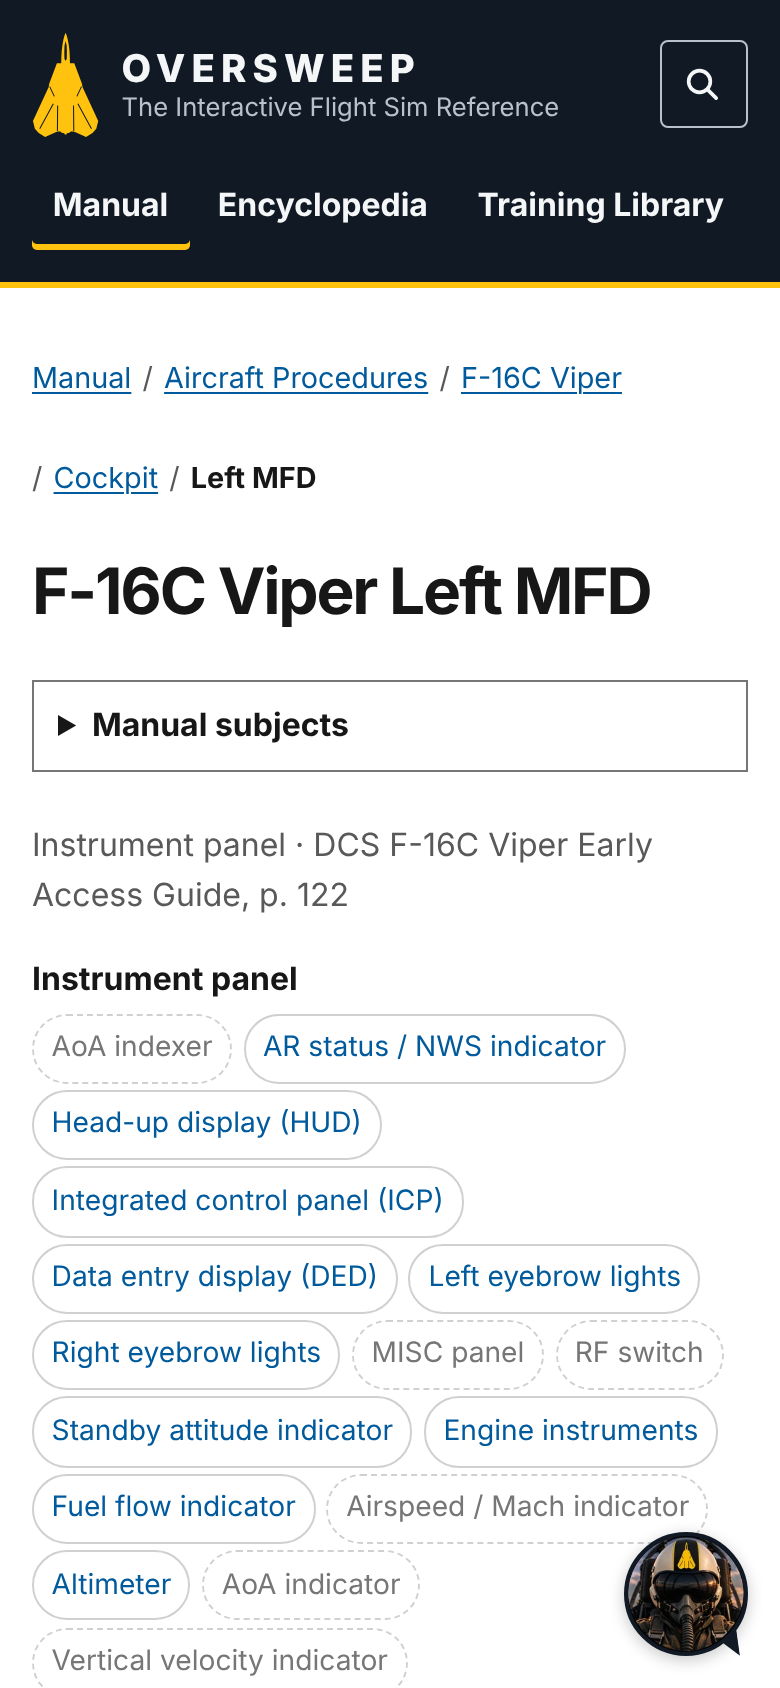 OVERSWEEP
The Interactive Flight Sim Reference
Manual Encyclopedia Training Library
Manual / Aircraft Procedures / F-16C Viper
/ Cockpit / Left MFD
F-16C Viper Left MFD
Manual subjects
Instrument panel · DCS F-16C Viper Early
Access Guide, p. 122
Instrument panel
AoA indexer AR status / NWS indicator
Head-up display (HUD)
Integrated control panel (ICP)
Data entry display (DED) Left eyebrow lights
Right eyebrow lights MISC panel RF switch
Standby attitude indicator Engine instruments
Fuel flow indicator Airspeed / Mach indicator
Altimeter AoA indicator
Vertical velocity indicator